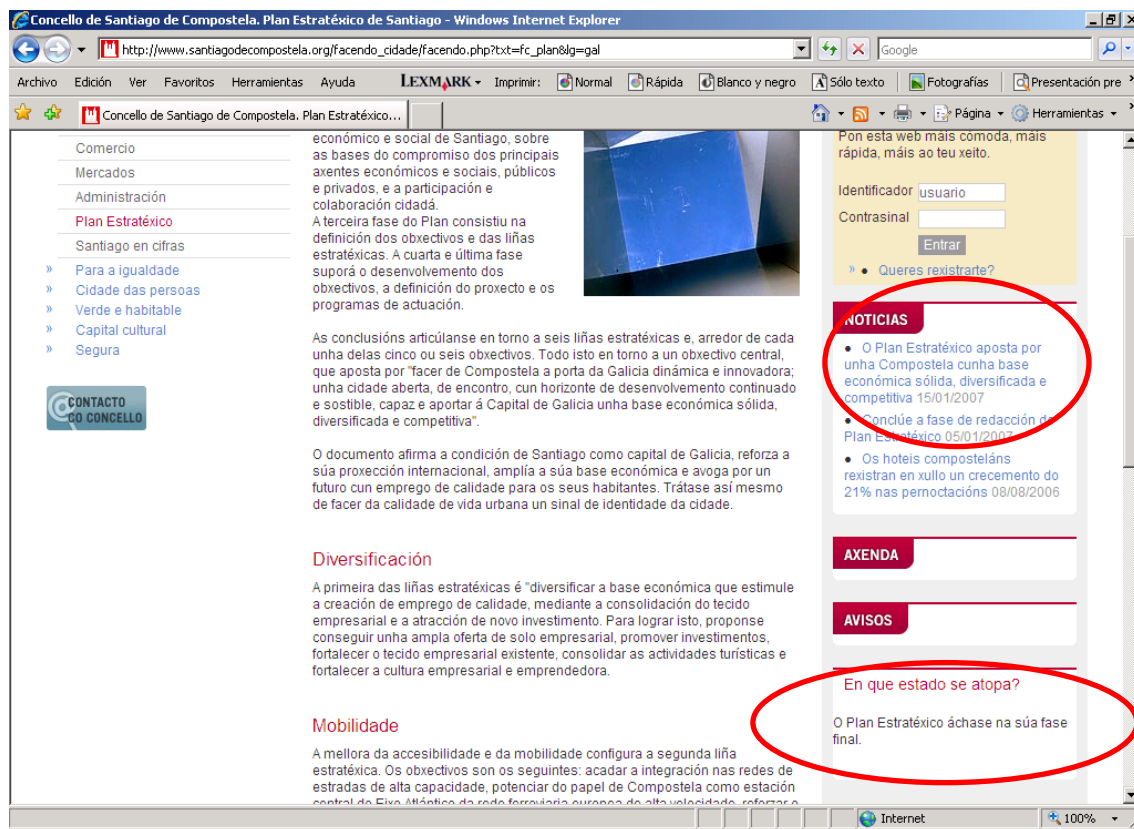 Concello de Santiago de Compostela. Plan Estratéxico de Santiago - Windows Internet Explorer
http://www.santiagodecompostela.org/facendo_cidade/facendo.php?txt=fc_plan&lg=gal
Google
Archivo Edición Ver Favoritos Herramientas Ayuda LEXMARK Imprimir: Normal Rápida Blanco y negro Sólo texto Fotografías Presentación pre
Concello de Santiago de Compostela. Plan Estratéxico...
Página Herramientas
Comercio
Mercados
Administración
Plan Estratéxico
Santiago en cifras
» Para a igualdade
» Cidade das persoas
» Verde e habitable
» Capital cultural
» Segura
CONTACTO
CO CONCELLO
económico e social de Santiago, sobre
as bases do compromiso dos principais
axentes económicos e sociais, públicos
e privados, e a participación e
colaboración cidadá.
A terceira fase do Plan consistiu na
definición dos obxectivos e das liñas
estratéxicas. A cuarta e última fase
suporá o desenvolvemento dos
obxectivos, a definición do proxecto e os
programas de actuación.
As conclusións articúlanse en torno a seis liñas estratéxicas e, arredor de cada
unha delas cinco ou seis obxectivos. Todo isto en torno a un obxectivo central,
que aposta por "facer de Compostela a porta da Galicia dinámica e innovadora;
unha cidade aberta, de encontro, cun horizonte de desenvolvemento continuado
e sostible, capaz e aportar á Capital de Galicia unha base económica sólida,
diversificada e competitiva".
O documento afirma a condición de Santiago como capital de Galicia, reforza a
súa proxección internacional, amplía a súa base económica e avoga por un
futuro cun emprego de calidade para os seus habitantes. Trátase así mesmo
de facer da calidade de vida urbana un sinal de identidade da cidade.
Diversificación
A primeira das liñas estratéxicas é "diversificar a base económica que estimule
a creación de emprego de calidade, mediante a consolidación do tecido
empresarial e a atracción de novo investimento. Para lograr isto, proponse
conseguir unha ampla oferta de solo empresarial, promover investimentos,
fortalecer o tecido empresarial existente, consolidar as actividades turísticas e
fortalecer a cultura empresarial e emprendedora.
Mobilidade
A mellora da accesibilidade e da mobilidade configura a segunda liña
estratéxica. Os obxectivos son os seguintes: acadar a integración nas redes de
estradas de alta capacidade, potenciar do papel de Compostela como estación
central do Eixo Atlántico da rede ferroviaria europea de alta velocidade, reforzar o
Pon esta web máis cómoda, máis
rápida, máis ao teu xeito.
Identificador usuario
Contrasinal
Entrar
» • Queres rexistrarte?
NOTICIAS
• O Plan Estratéxico aposta por
unha Compostela cunha base
económica sólida, diversificada e
competitiva 15/01/2007
• Conclúe a fase de redacción do
Plan Estratéxico 05/01/2007
• Os hoteis composteláns
rexistran en xullo un crecemento do
21% nas pernoctacións 08/08/2006
AXENDA
AVISOS
En que estado se atopa?
O Plan Estratéxico áchase na súa fase
final.
Internet 100%